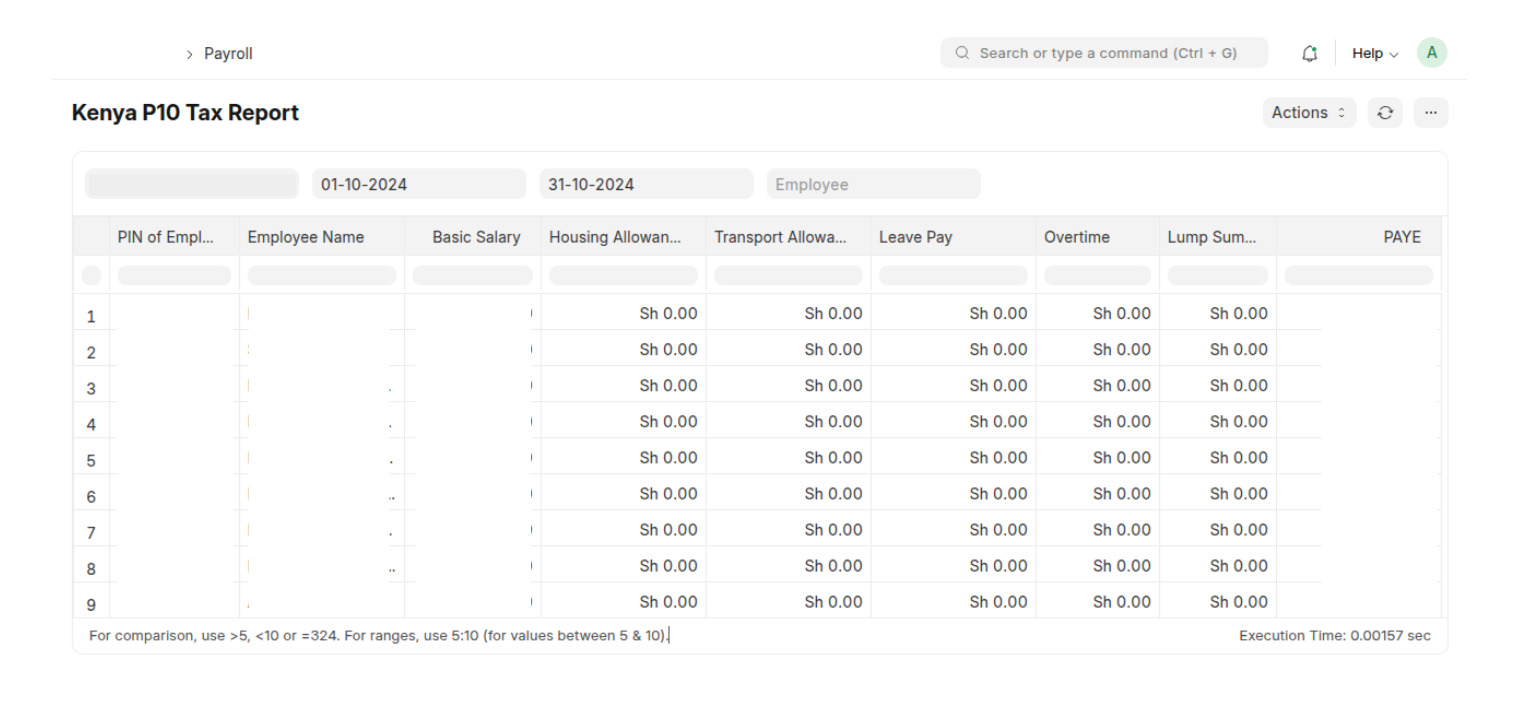 > Payroll
Search or type a command (Ctrl + G)
Help
A
Kenya P10 Tax Report
Actions
...
01-10-2024 31-10-2024 Employee
PIN of Empl... Employee Name Basic Salary Housing Allowan... Transport Allowa... Leave Pay Overtime Lump Sum... PAYE
1 Sh 0.00 Sh 0.00 Sh 0.00 Sh 0.00 Sh 0.00
2 Sh 0.00 Sh 0.00 Sh 0.00 Sh 0.00 Sh 0.00
3 Sh 0.00 Sh 0.00 Sh 0.00 Sh 0.00 Sh 0.00
4 Sh 0.00 Sh 0.00 Sh 0.00 Sh 0.00 Sh 0.00
5 Sh 0.00 Sh 0.00 Sh 0.00 Sh 0.00 Sh 0.00
6 Sh 0.00 Sh 0.00 Sh 0.00 Sh 0.00 Sh 0.00
7 Sh 0.00 Sh 0.00 Sh 0.00 Sh 0.00 Sh 0.00
8 Sh 0.00 Sh 0.00 Sh 0.00 Sh 0.00 Sh 0.00
9 Sh 0.00 Sh 0.00 Sh 0.00 Sh 0.00 Sh 0.00
For comparison, use >5, <10 or =324. For ranges, use 5:10 (for values between 5 & 10). Execution Time: 0.00157 sec